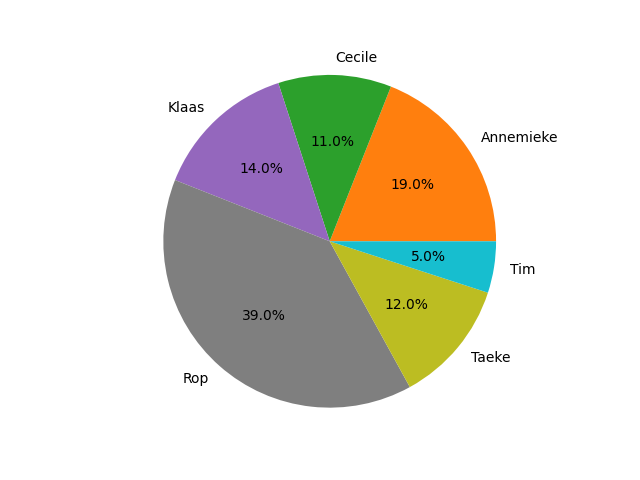 Cecile
Klaas
Annemieke
11.0%
14.0%
19.0%
5.0%
Tim
12.0%
39.0%
Taeke
Rop